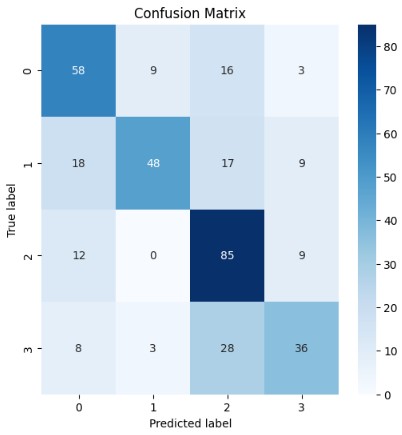 Confusion Matrix
0 58 9 16 3
1 18 48 17 9
2 12 0 85 9
3 8 3 28 36
0 1 2 3
Predicted label
True label
80
70
60
50
40
30
20
10
0